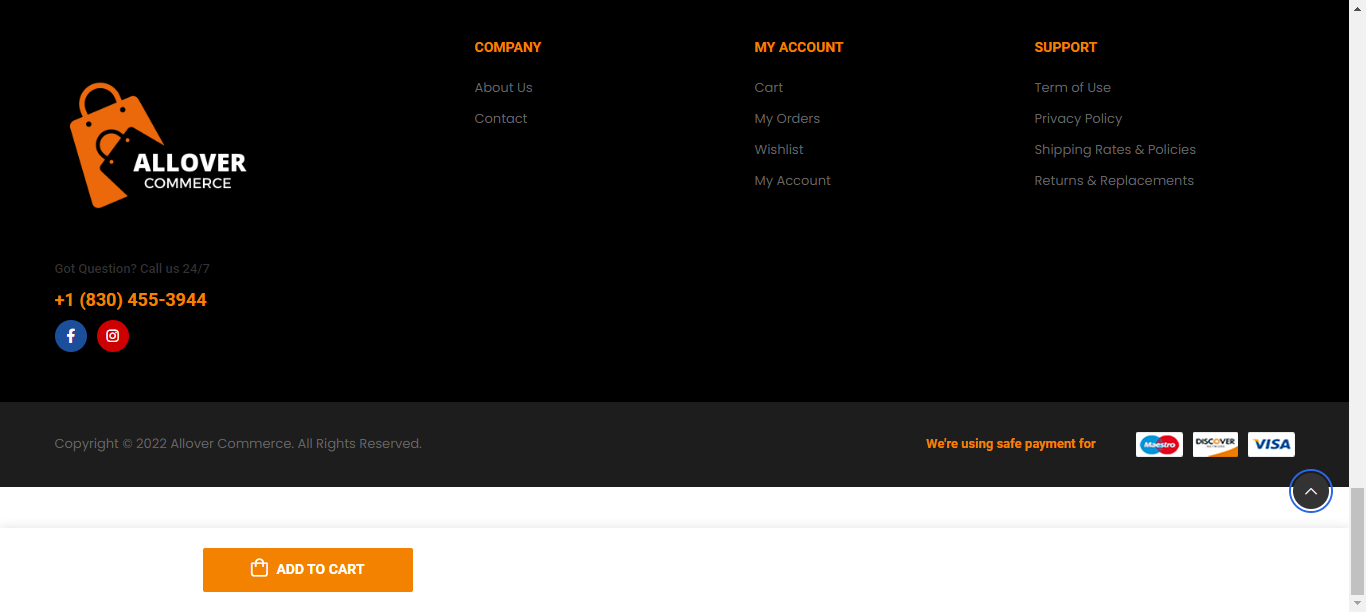 ALLOVER
COMMERCE
Got Question? Call us 24/7
+1 (830) 455-3944
COMPANY
About Us
Contact
MY ACCOUNT
Cart
My Orders
Wishlist
My Account
SUPPORT
Term of Use
Privacy Policy
Shipping Rates & Policies
Returns & Replacements
Copyright © 2022 Allover Commerce. All Rights Reserved.
We're using safe payment for
Maestro
DISCOVER
VISA
ADD TO CART